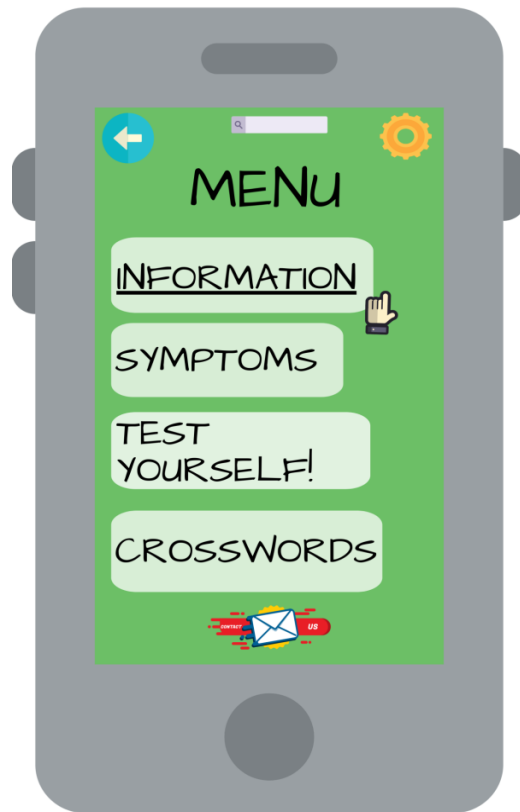 MENU
INFORMATION
SYMPTOMS
TEST
YOURSELF!
CROSSWORDS
CONTACT US